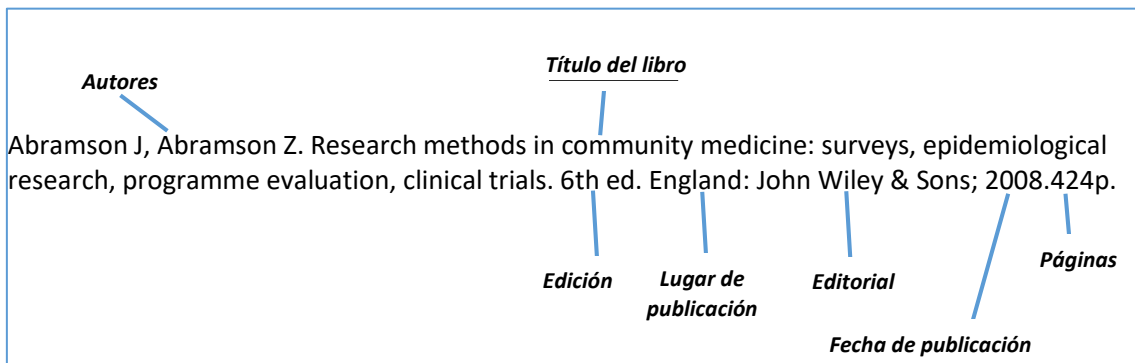 Título del libro
Autores
Abramson J, Abramson Z. Research methods in community medicine: surveys, epidemiological
research, programme evaluation, clinical trials. 6th ed. England: John Wiley & Sons; 2008.424p.
Páginas
Edición
Lugar de
publicación
Editorial
Fecha de publicación